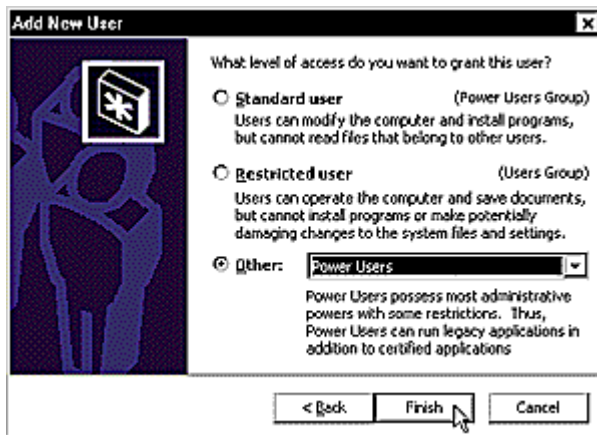 Add New User
What level of access do you want to grant this user?
Standard user (Power Users Group)
Users can modify the computer and install programs,
but cannot read files that belong to other users.
Restricted user (Users Group)
Users can operate the computer and save documents,
but cannot install programs or make potentially
damaging changes to the system files and settings.
Other: Power Users
Power Users possess most administrative
powers with some restrictions. Thus,
Power Users can run legacy applications in
addition to certified applications
< Back Finish Cancel